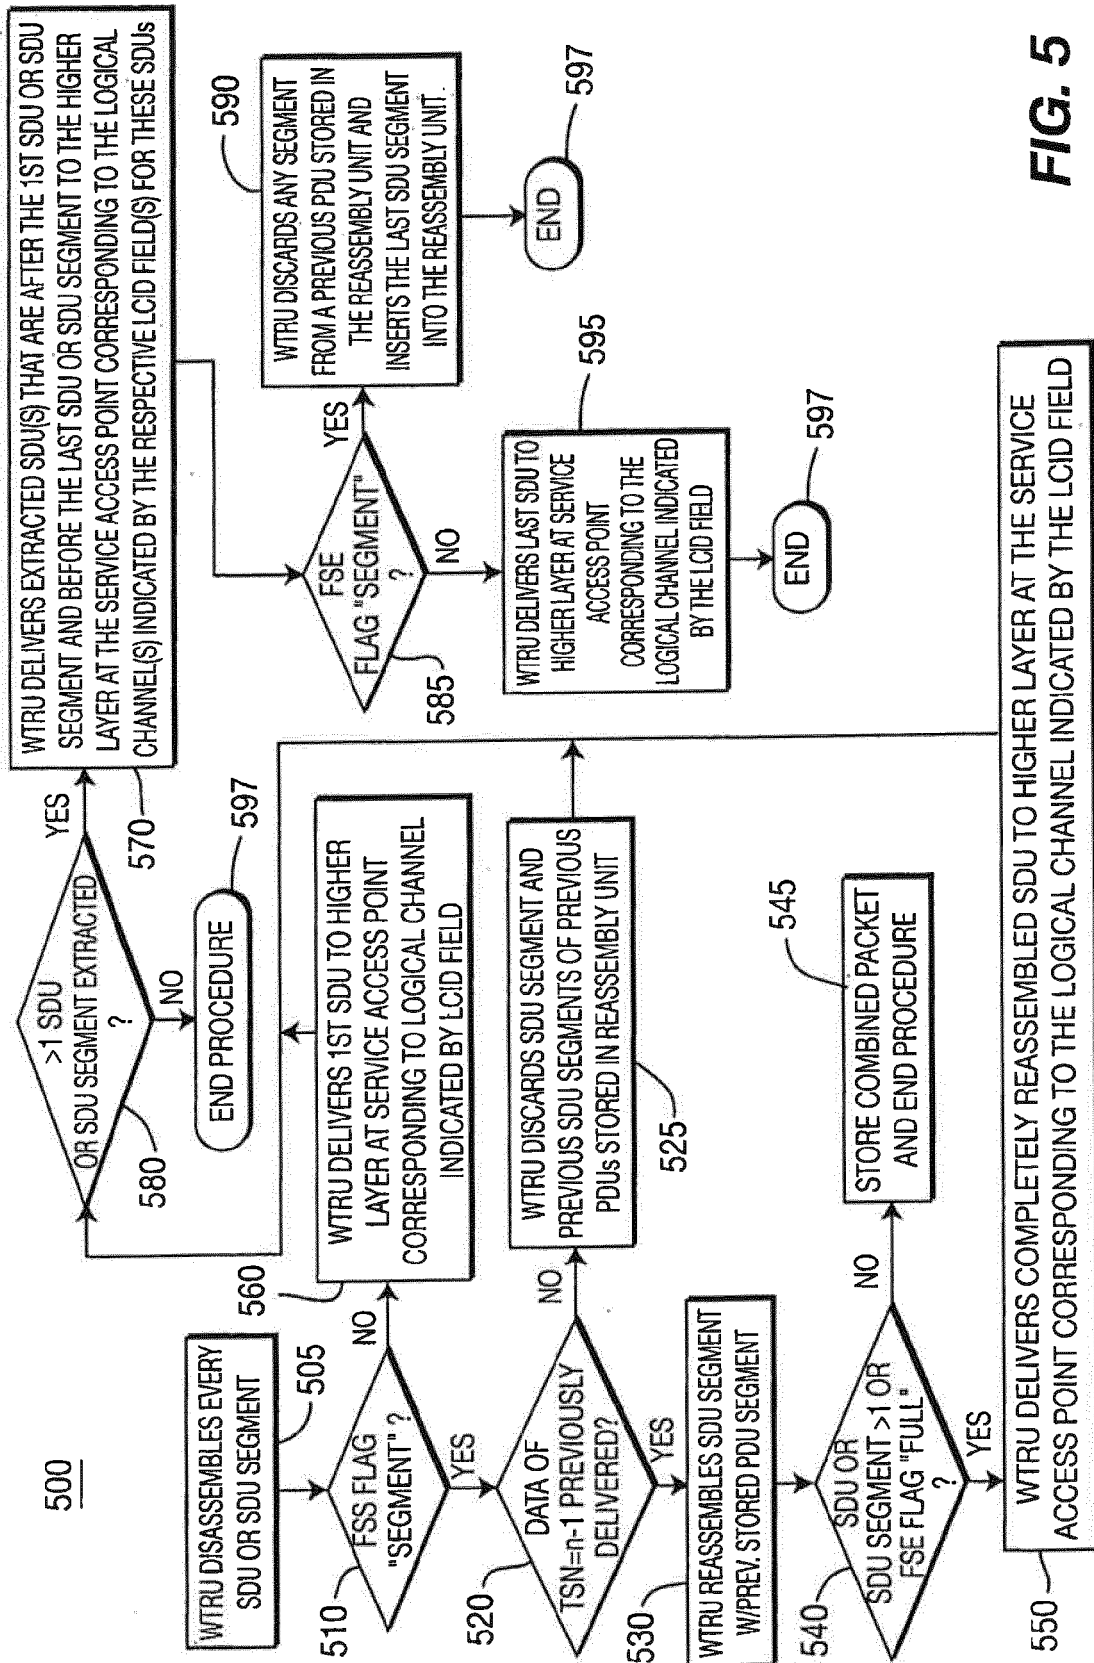 500
WTRU DISASSEMBLES EVERY
SDU OR SDU SEGMENT
505
FSS FLAG
"SEGMENT" ?
510
NO
YES
WTRU DELIVERS 1ST SDU TO HIGHER
LAYER AT SERVICE ACCESS POINT
CORRESPONDING TO LOGICAL CHANNEL
INDICATED BY LCID FIELD
560
DATA OF
TSN=n-1 PREVIOUSLY
DELIVERED?
520
NO
YES
WTRU DISCARDS SDU SEGMENT AND
PREVIOUS SDU SEGMENTS OF PREVIOUS
PDUs STORED IN REASSEMBLY UNIT
525
WTRU REASSEMBLES SDU SEGMENT
W/PREV. STORED PDU SEGMENT
530
SDU OR
SDU SEGMENT >1 OR
FSE FLAG "FULL"
?
540
NO
YES
STORE COMBINED PACKET
AND END PROCEDURE
545
WTRU DELIVERS COMPLETELY REASSEMBLED SDU TO HIGHER LAYER AT THE SERVICE
ACCESS POINT CORRESPONDING TO THE LOGICAL CHANNEL INDICATED BY THE LCID FIELD
550
>1 SDU
OR SDU SEGMENT EXTRACTED
?
580
YES
NO
END PROCEDURE
597
WTRU DELIVERS EXTRACTED SDU(S) THAT ARE AFTER THE 1ST SDU OR SDU
SEGMENT AND BEFORE THE LAST SDU OR SDU SEGMENT TO THE HIGHER
LAYER AT THE SERVICE ACCESS POINT CORRESPONDING TO THE LOGICAL
CHANNEL(S) INDICATED BY THE RESPECTIVE LCID FIELD(S) FOR THESE SDUs
570
FSE
FLAG "SEGMENT"
?
585
YES
NO
WTRU DISCARDS ANY SEGMENT
FROM A PREVIOUS PDU STORED IN
THE REASSEMBLY UNIT AND
INSERTS THE LAST SDU SEGMENT
INTO THE REASSEMBLY UNIT.
590
END
597
WTRU DELIVERS LAST SDU TO
HIGHER LAYER AT SERVICE
ACCESS POINT
CORRESPONDING TO THE
LOGICAL CHANNEL INDICATED
BY THE LCID FIELD
595
END
597
FIG. 5